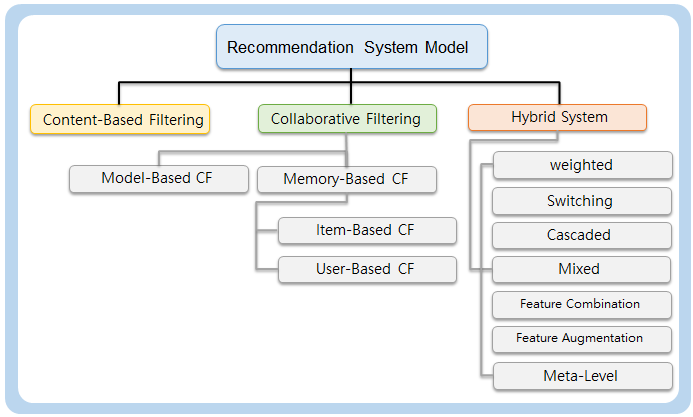 Recommendation System Model
Content-Based Filtering
Collaborative Filtering
Hybrid System
Model-Based CF
Memory-Based CF
Item-Based CF
User-Based CF
weighted
Switching
Cascaded
Mixed
Feature Combination
Feature Augmentation
Meta-Level